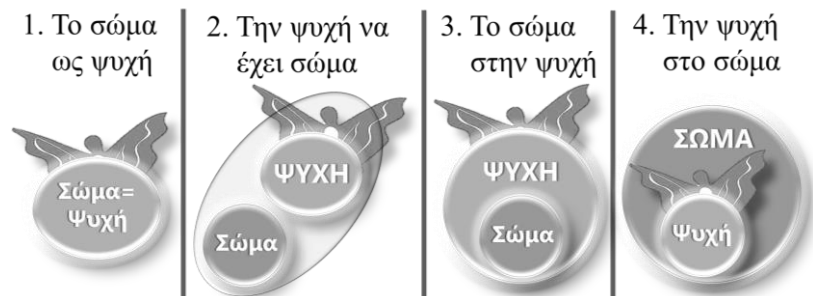 1. Το σώμα
ως ψυχή
Σώμα=
Ψυχή
2. Την ψυχή να
έχει σώμα
ΨΥΧΗ
Σώμα
3. Το σώμα
στην ψυχή
ΨΥΧΗ
Σώμα
4. Την ψυχή
στο σώμα
ΣΩΜΑ
Ψυχή